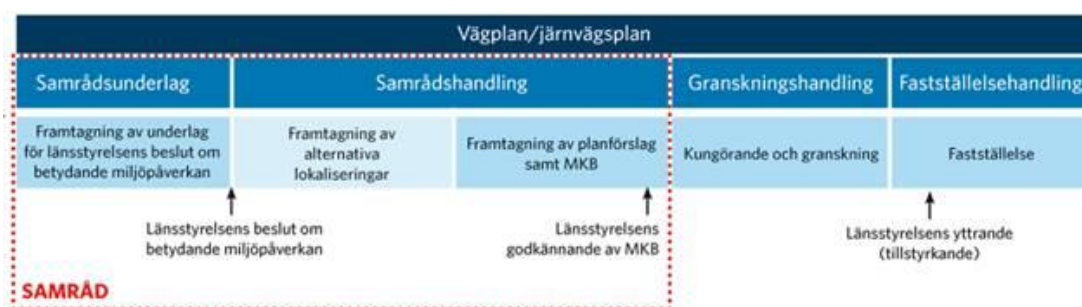 Vägplan/järnvägsplan
Samrådsunderlag
Samrådshandling
Granskningshandling
Fastställelsehandling
Framtagning av underlag
för länsstyrelsens beslut om
betydande miljöpåverkan
Framtagning av
alternativa
lokaliseringar
Framtagning av planförslag
samt MKB
Kungörande och granskning
Fastställelse
Länsstyrelsens beslut om
betydande miljöpåverkan
Länsstyrelsens
godkännande av MKB
Länsstyrelsens yttrande
(tillstyrkande)
SAMRÅD